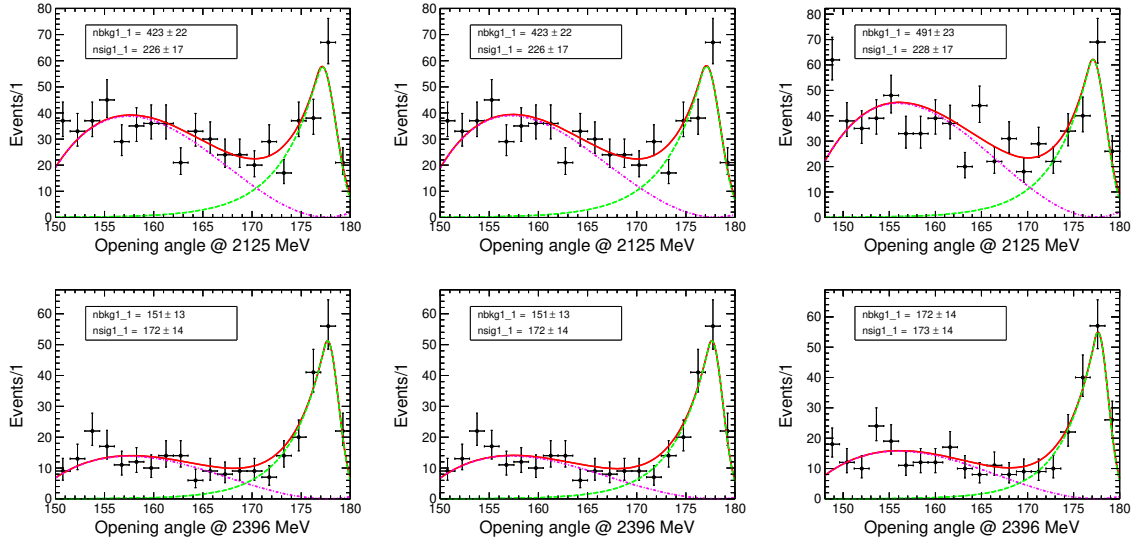 Events/1
80
70
60
50
40
30
20
10
0
nbkg1_1 = 423 ± 22
nsig1_1 = 226 ± 17
150 155 160 165 170 175 180
Opening angle @ 2125 MeV
Events/1
80
70
60
50
40
30
20
10
0
nbkg1_1 = 423 ± 22
nsig1_1 = 226 ± 17
150 155 160 165 170 175 180
Opening angle @ 2125 MeV
Events/1
80
70
60
50
40
30
20
10
0
nbkg1_1 = 491 ± 23
nsig1_1 = 228 ± 17
150 155 160 165 170 175 180
Opening angle @ 2125 MeV
Events/1
60
50
40
30
20
10
0
nbkg1_1 = 151 ± 13
nsig1_1 = 172 ± 14
150 155 160 165 170 175 180
Opening angle @ 2396 MeV
Events/1
60
50
40
30
20
10
0
nbkg1_1 = 151 ± 13
nsig1_1 = 172 ± 14
150 155 160 165 170 175 180
Opening angle @ 2396 MeV
Events/1
60
50
40
30
20
10
0
nbkg1_1 = 172 ± 14
nsig1_1 = 173 ± 14
150 155 160 165 170 175 180
Opening angle @ 2396 MeV